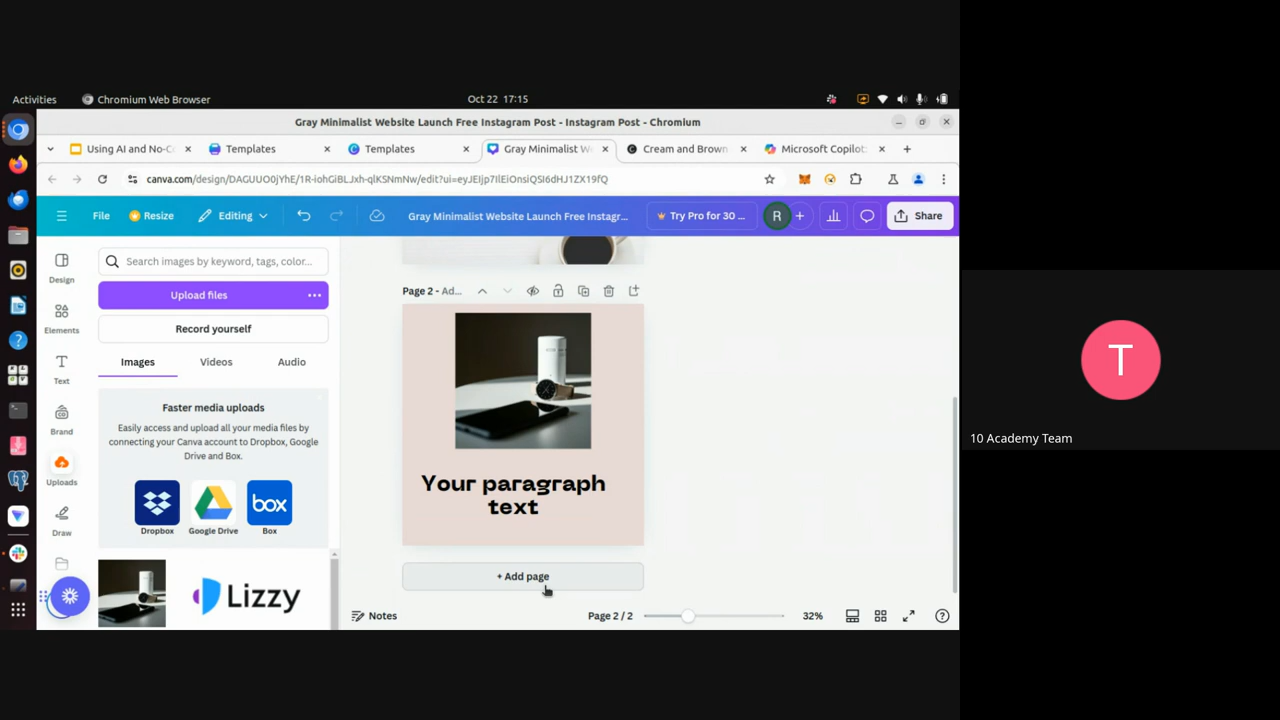 Activities
Chromium Web Browser
Oct 22 17:15
Gray Minimalist Website Launch Free Instagram Post - Instagram Post - Chromium
Using AI and No-C
Templates
Templates
Gray Minimalist W
Cream and Brown
Microsoft Copilot:
canva.com/design/DAGUUO0jYhE/1R-iohGiBLJxh-qlKSNmNw/edit?ui=eyJEIjp7IlEiOnsiQSI6dHJ1ZX19fQ
File
Resize
Editing
Gray Minimalist Website Launch Free Instagr...
Try Pro for 30 ...
R
Share
Design
Elements
Text
Brand
Uploads
Draw
Search images by keyword, tags, color...
Upload files
Record yourself
Images
Videos
Audio
Faster media uploads
Easily access and upload all your media files by
connecting your Canva account to Dropbox, Google
Drive and Box.
box
Dropbox
Google Drive
Box
Lizzy
Page 2 - Ad...
Your paragraph
text
+ Add page
Notes
Page 2 / 2
32%
T
10 Academy Team